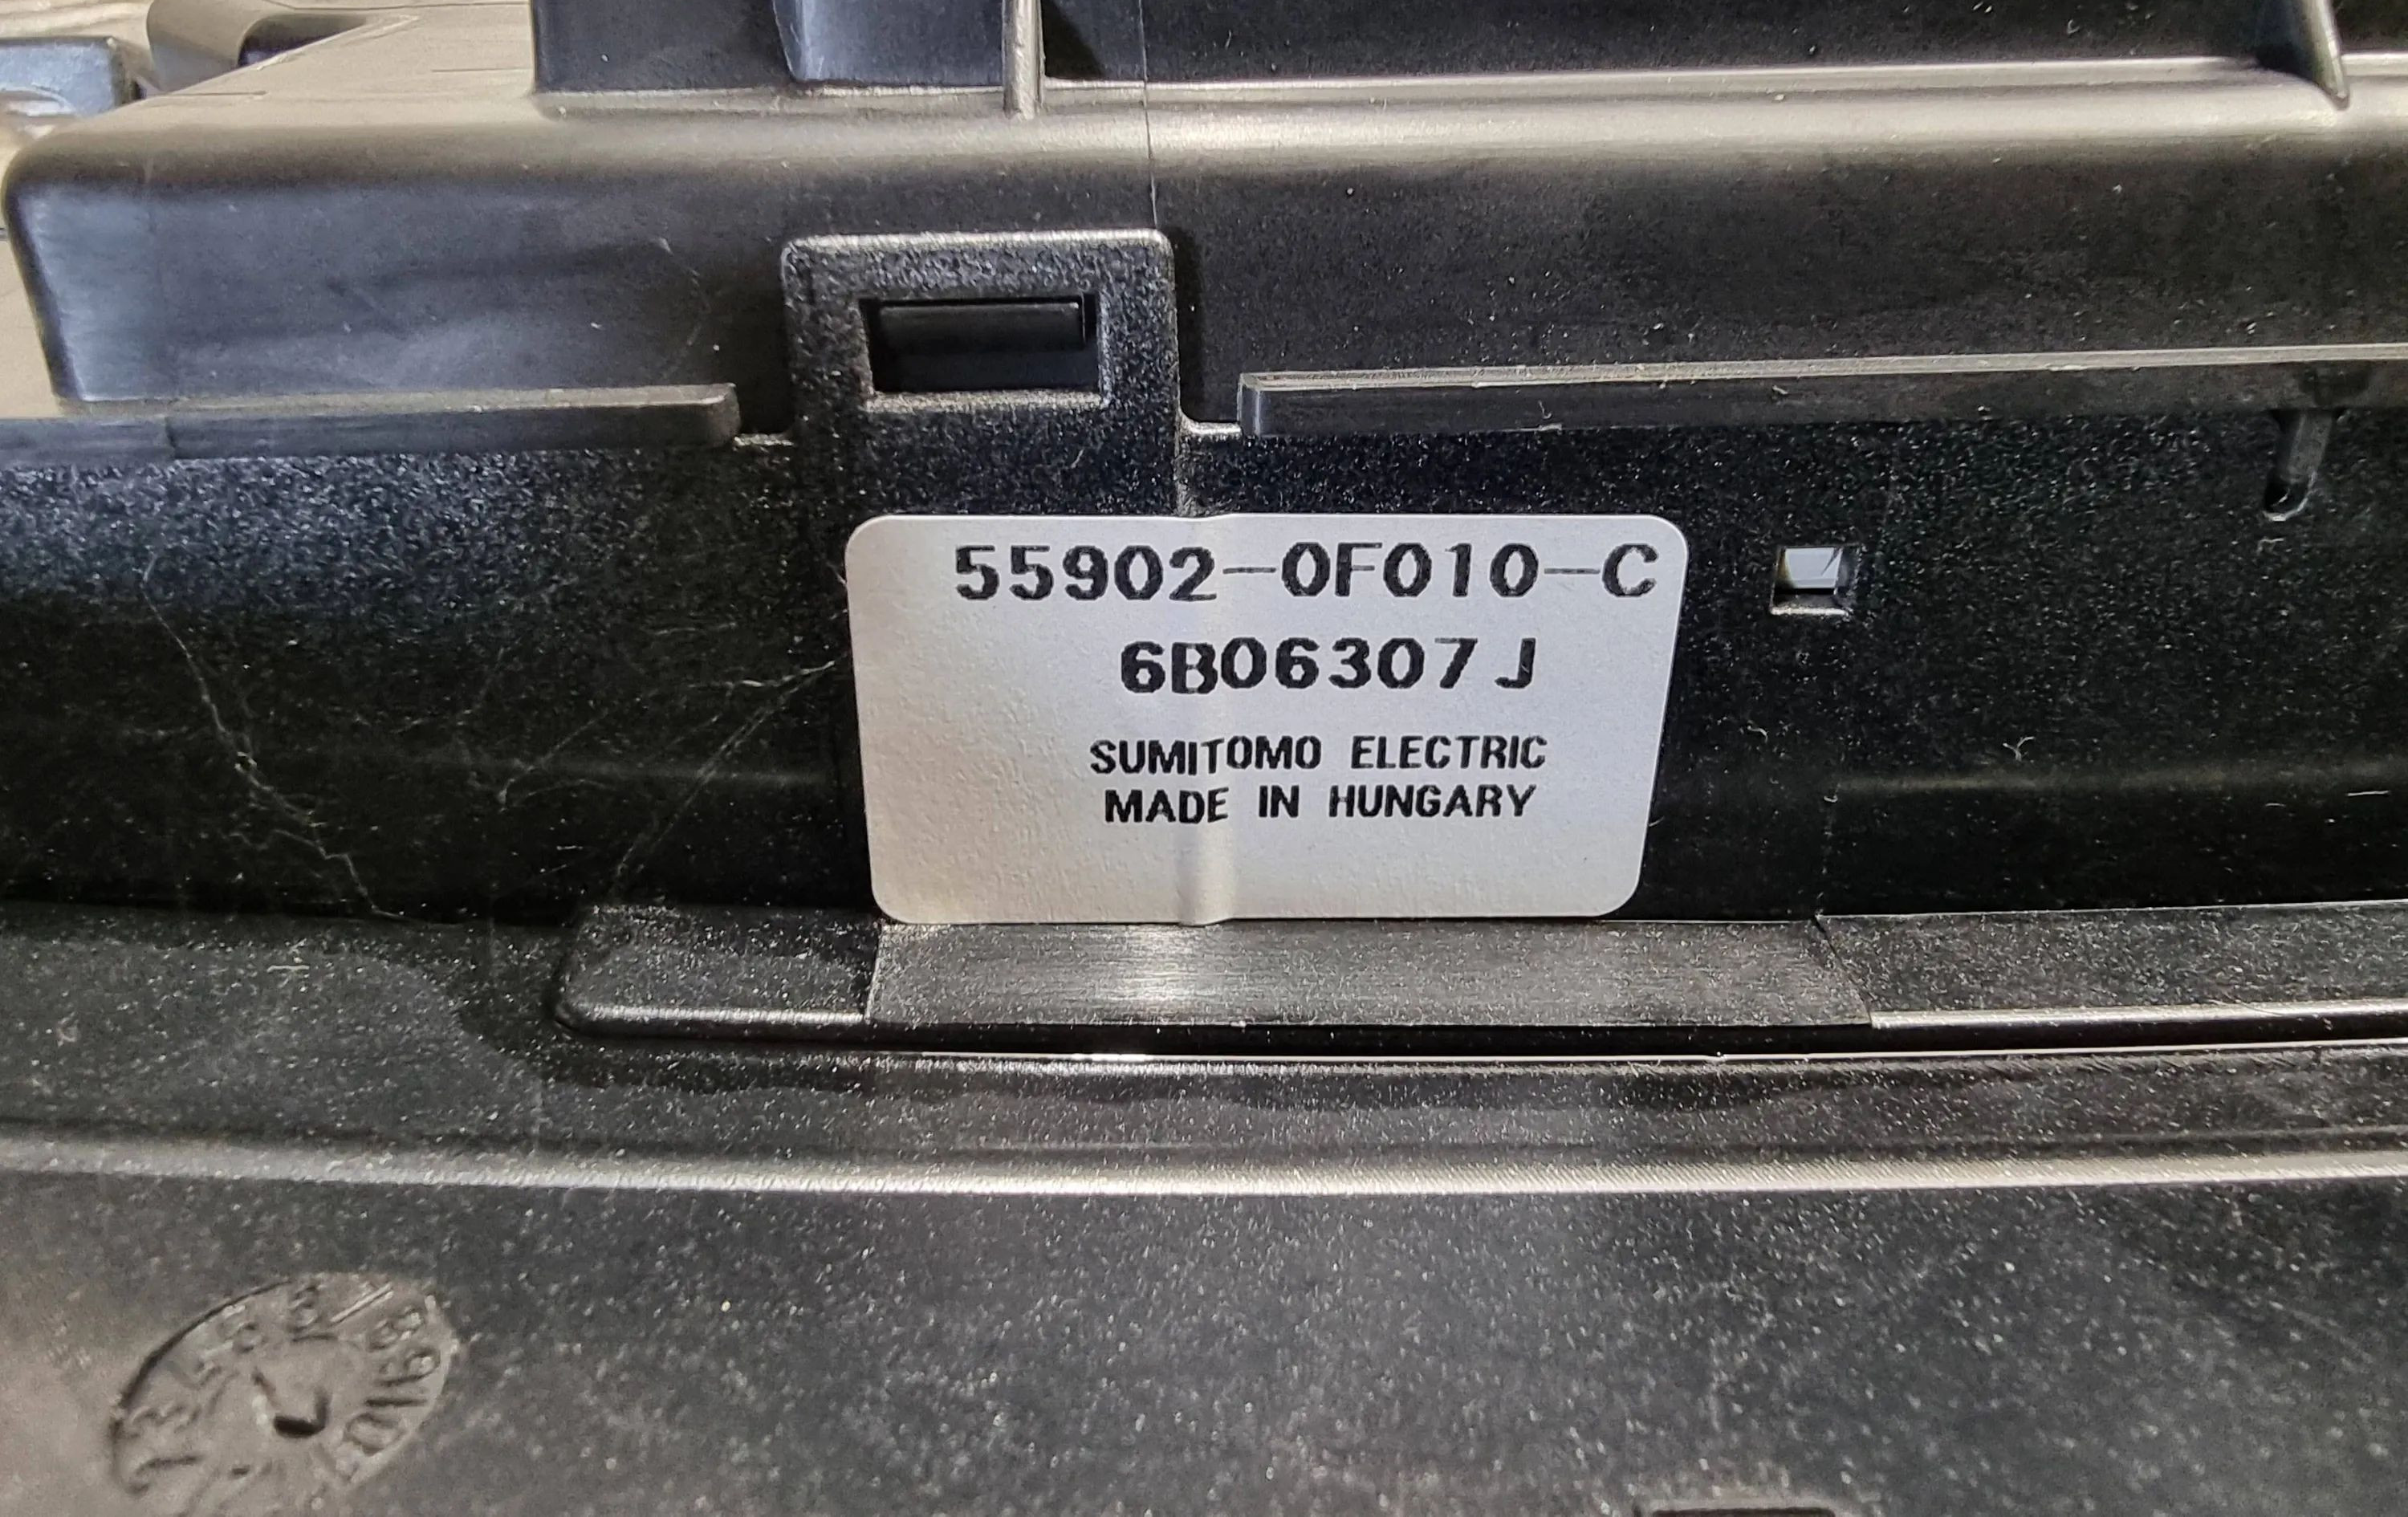 55902-0F010-C
6B06307J
SUMITOMO ELECTRIC
MADE IN HUNGARY